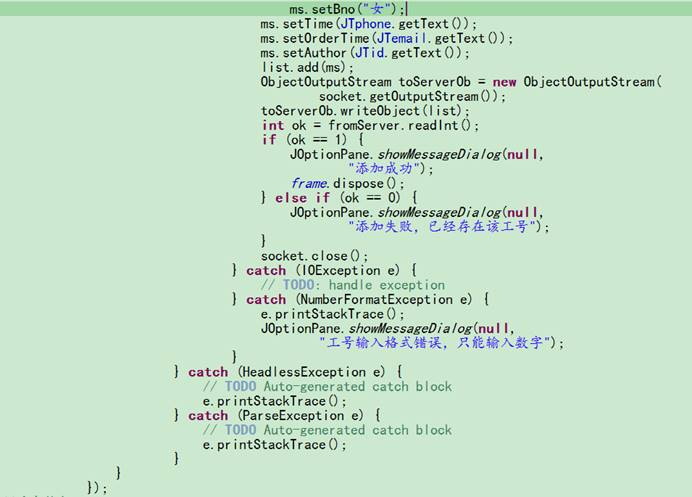 ms.setBno("女");
ms.setTime(JTphone.getText());
ms.setOrderTime(JTemail.getText());
ms.setAuthor(JTid.getText());
list.add(ms);
ObjectOutputStream toServerOb = new ObjectOutputStream(
socket.getOutputStream());
toServerOb.writeObject(list);
int ok = fromServer.readInt();
if (ok == 1) {
JOptionPane.showMessageDialog(null,
"添加成功");
frame.dispose();
} else if (ok == 0) {
JOptionPane.showMessageDialog(null,
"添加失败, 已经存在该工号");
}
socket.close();
} catch (IOException e) {
// TODO: handle exception
} catch (NumberFormatException e) {
e.printStackTrace();
JOptionPane.showMessageDialog(null,
"工号输入格式错误, 只能输入数字");
}
} catch (HeadlessException e) {
// TODO Auto-generated catch block
e.printStackTrace();
} catch (ParseException e) {
// TODO Auto-generated catch block
e.printStackTrace();
}
}
});